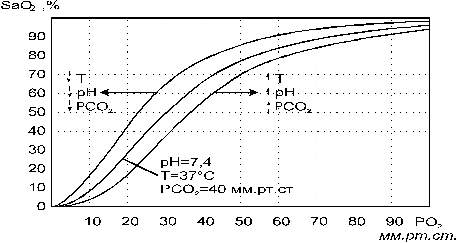 SaO₂ ,%
90
80
70
60
50
40
30
20
10
0
↓ T
↓ pH
↓ PCO₂
↑ T
↑ pH
↑ PCO₂
pH=7,4
T=37°C
PCO₂=40 мм.рт.ст
10 20 30 40 50 60 70 80 90 PO₂
мм.рт.ст.